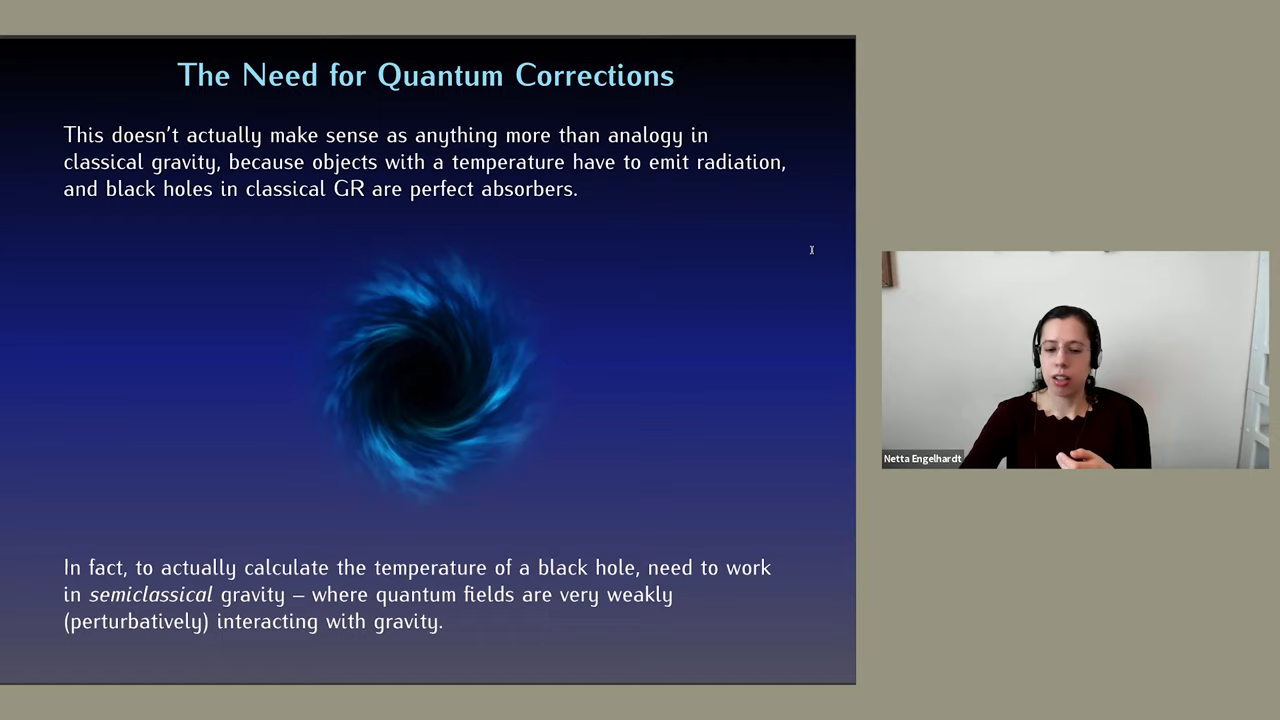 The Need for Quantum Corrections
This doesn't actually make sense as anything more than analogy in
classical gravity, because objects with a temperature have to emit radiation,
and black holes in classical GR are perfect absorbers.
In fact, to actually calculate the temperature of a black hole, need to work
in semiclassical gravity – where quantum fields are very weakly
(perturbatively) interacting with gravity.
Netta Engelhardt